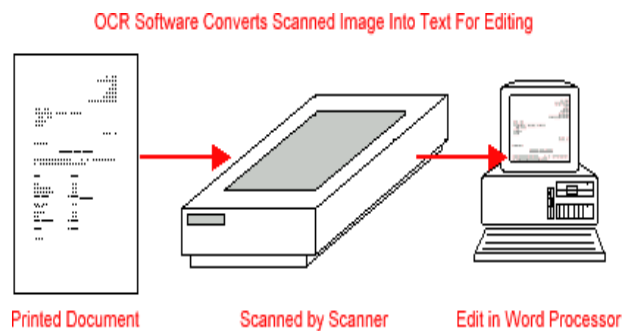 OCR Software Converts Scanned Image Into Text For Editing
Printed Document
Scanned by Scanner
Edit in Word Processor